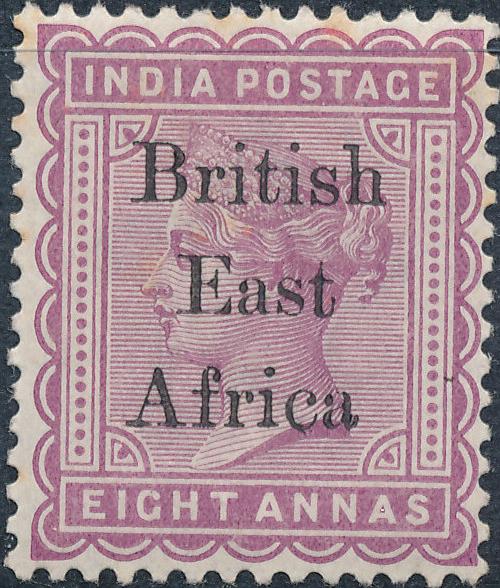 INDIA POSTAGE
British
East
Africa
EIGHT ANNAS